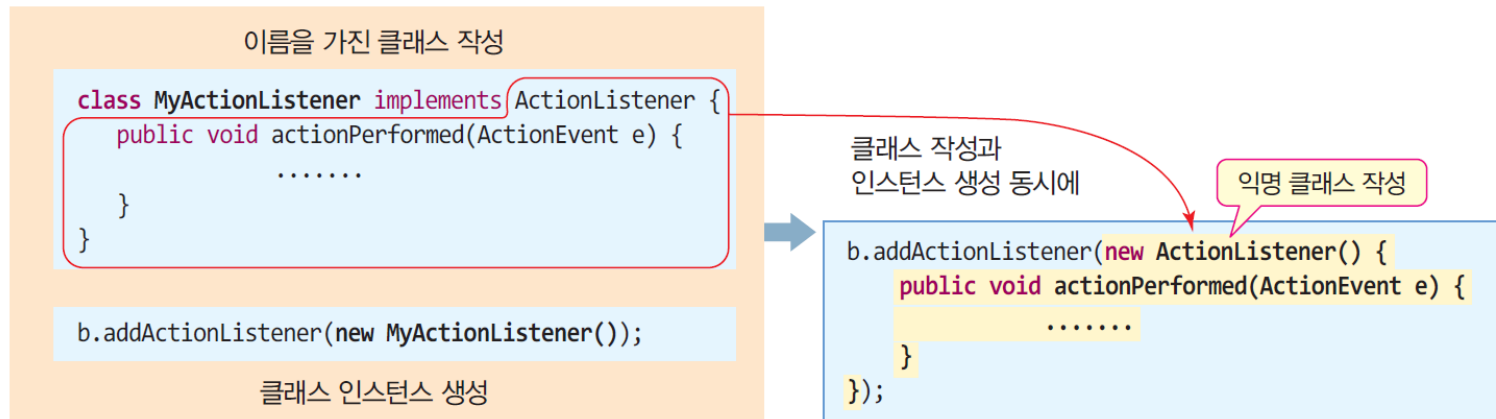 이름을 가진 클래스 작성
class MyActionListener implements ActionListener {
public void actionPerformed(ActionEvent e) {
.......
}
}
b.addActionListener(new MyActionListener());
클래스 인스턴스 생성
클래스 작성과
인스턴스 생성 동시에
익명 클래스 작성
b.addActionListener(new ActionListener() {
public void actionPerformed(ActionEvent e) {
.......
}
});